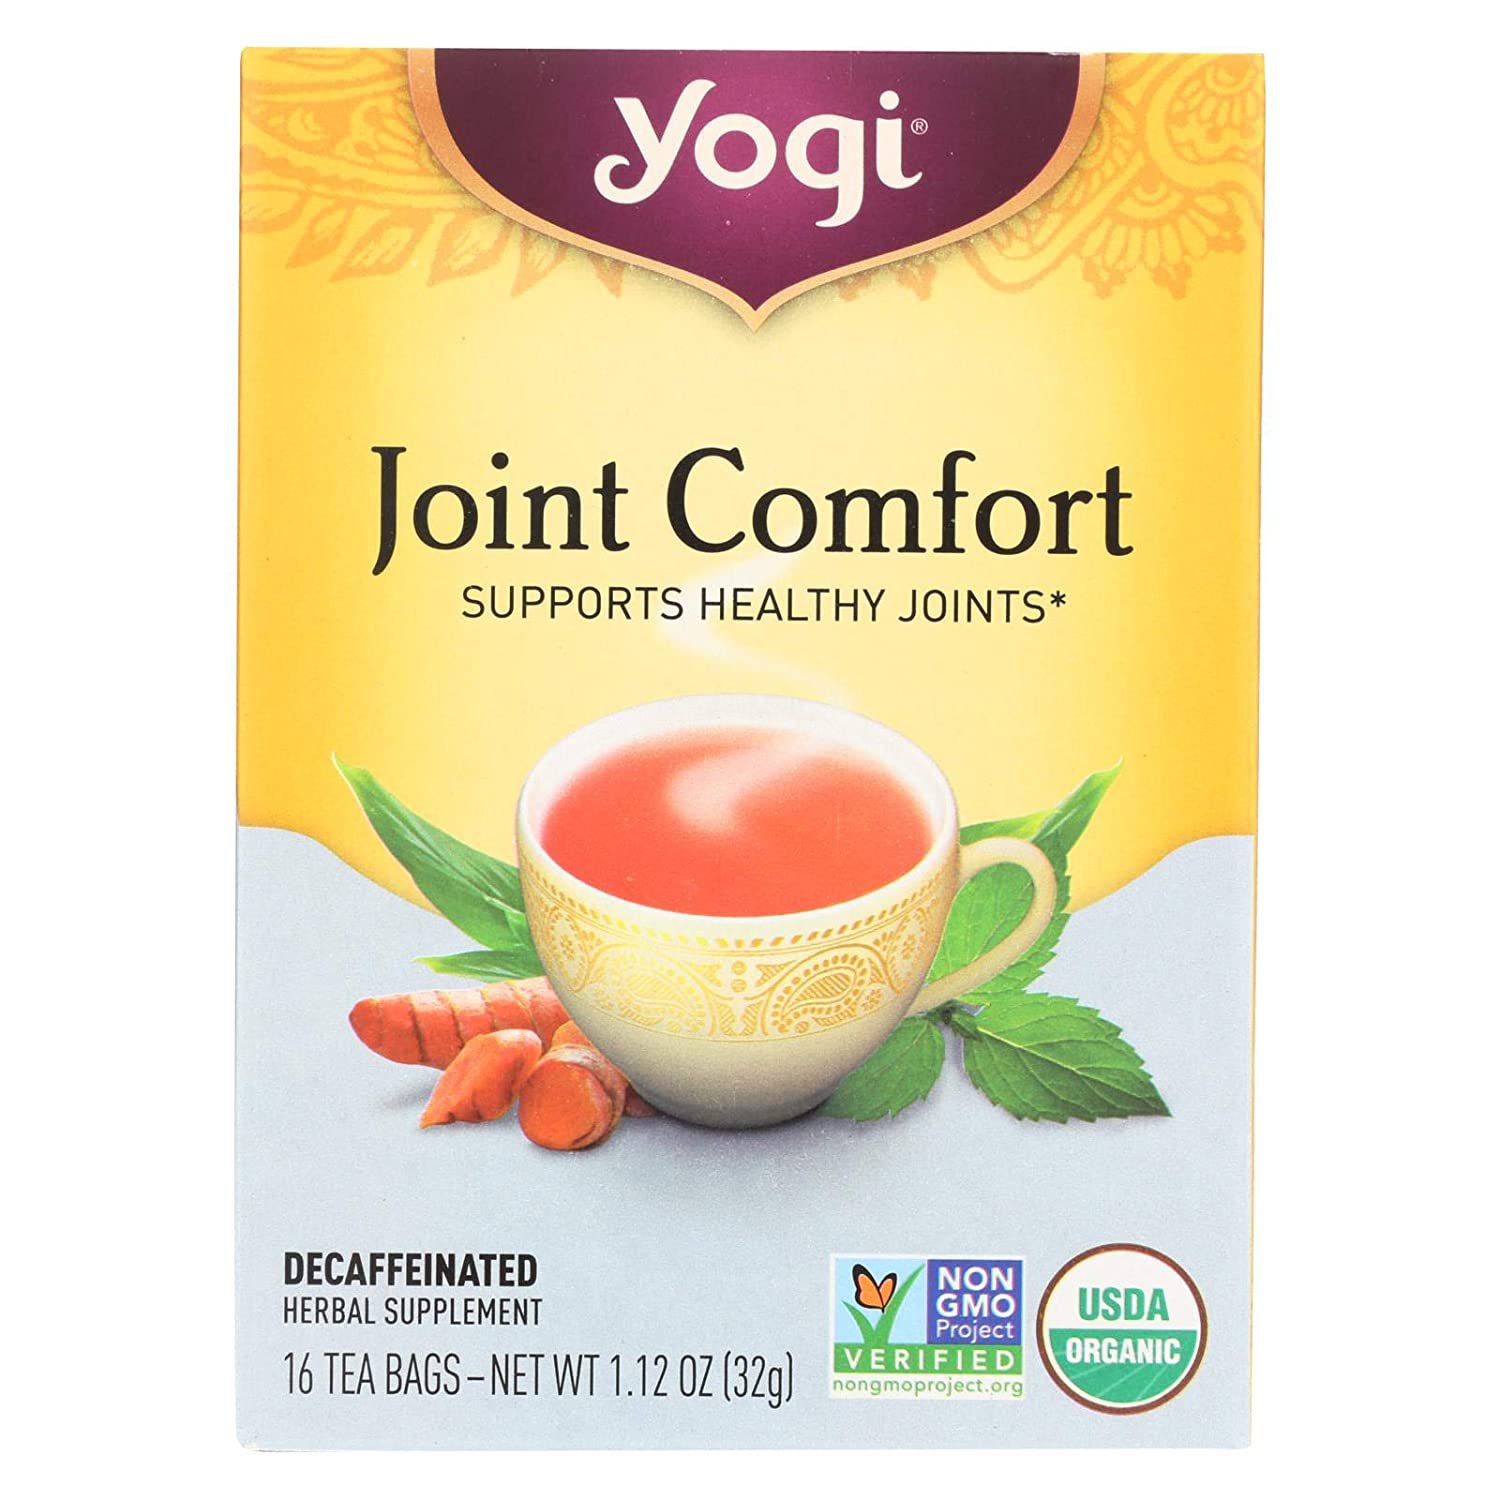 yogi®
Joint Comfort
SUPPORTS HEALTHY JOINTS*
DECAFFEINATED
HERBAL SUPPLEMENT
16 TEA BAGS – NET WT 1.12 OZ (32g)
NON
GMO
Project
VERIFIED
nongmoproject.org
USDA
ORGANIC